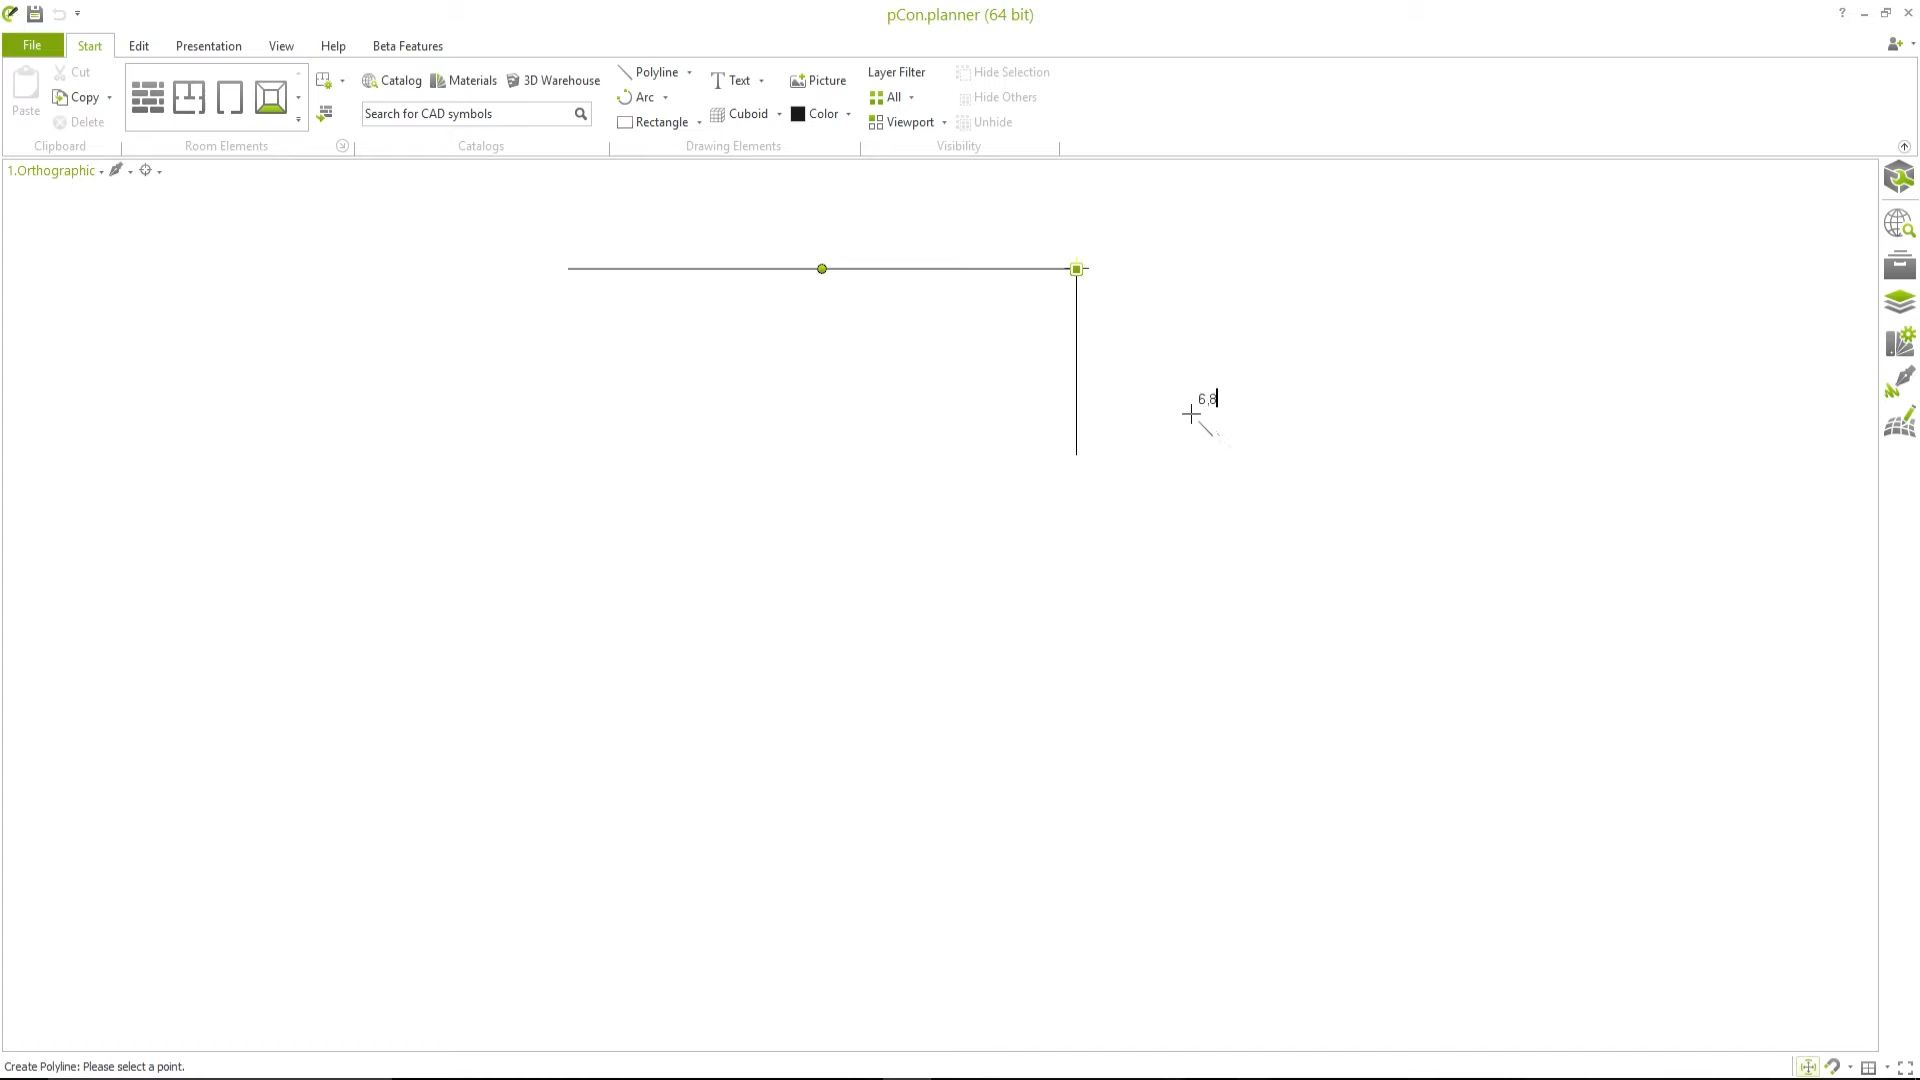 pCon.planner (64 bit)
File Start Edit Presentation View Help Beta Features
Paste
Cut
Copy
Delete
Clipboard
Room Elements
Catalog Materials 3D Warehouse
Search for CAD symbols
Catalogs
Polyline
Arc
Rectangle
Text
Cuboid
Picture
Color
Drawing Elements
Layer Filter
All
Viewport
Hide Selection
Hide Others
Unhide
Visibility
1.Orthographic
6,8
Create Polyline: Please select a point.